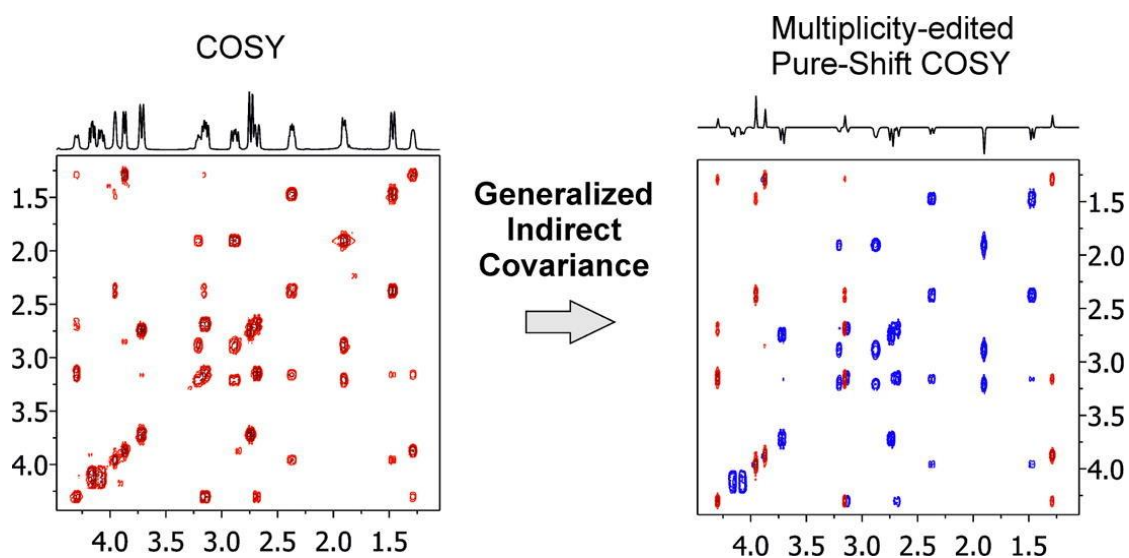 COSY
Multiplicity-edited
Pure-Shift COSY
1.5
2.0
2.5
3.0
3.5
4.0
4.0 3.5 3.0 2.5 2.0 1.5
Generalized
Indirect
Covariance
1.5
2.0
2.5
3.0
3.5
4.0
4.0 3.5 3.0 2.5 2.0 1.5